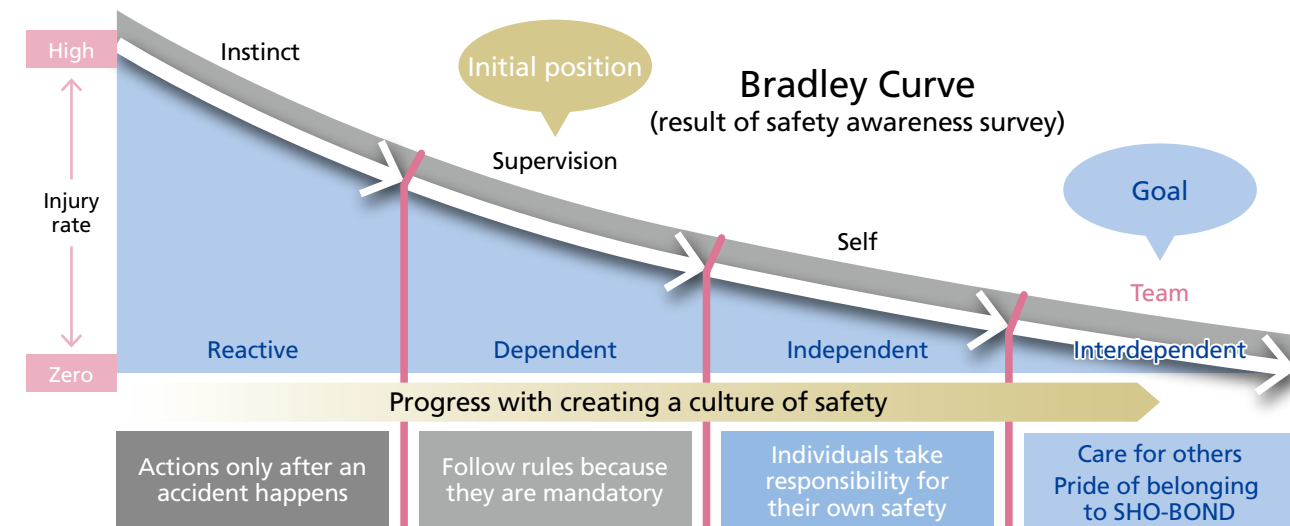 High
Instinct
Initial position
Bradley Curve
(result of safety awareness survey)
Supervision
Injury
rate
Goal
Self
Team
Reactive
Dependent
Independent
Interdependent
Zero
Progress with creating a culture of safety
Actions only after an
accident happens
Follow rules because
they are mandatory
Individuals take
responsibility for
their own safety
Care for others
Pride of belonging
to SHO-BOND